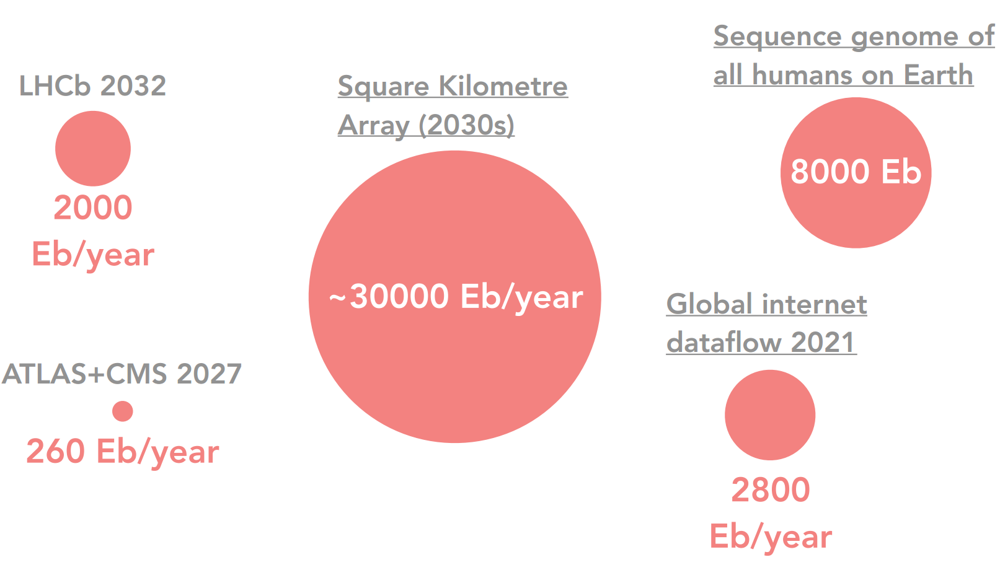 LHCb 2032
2000
Eb/year
ATLAS+CMS 2027
260 Eb/year
Square Kilometre
Array (2030s)
~30000 Eb/year
Sequence genome of
all humans on Earth
8000 Eb
Global internet
dataflow 2021
2800
Eb/year